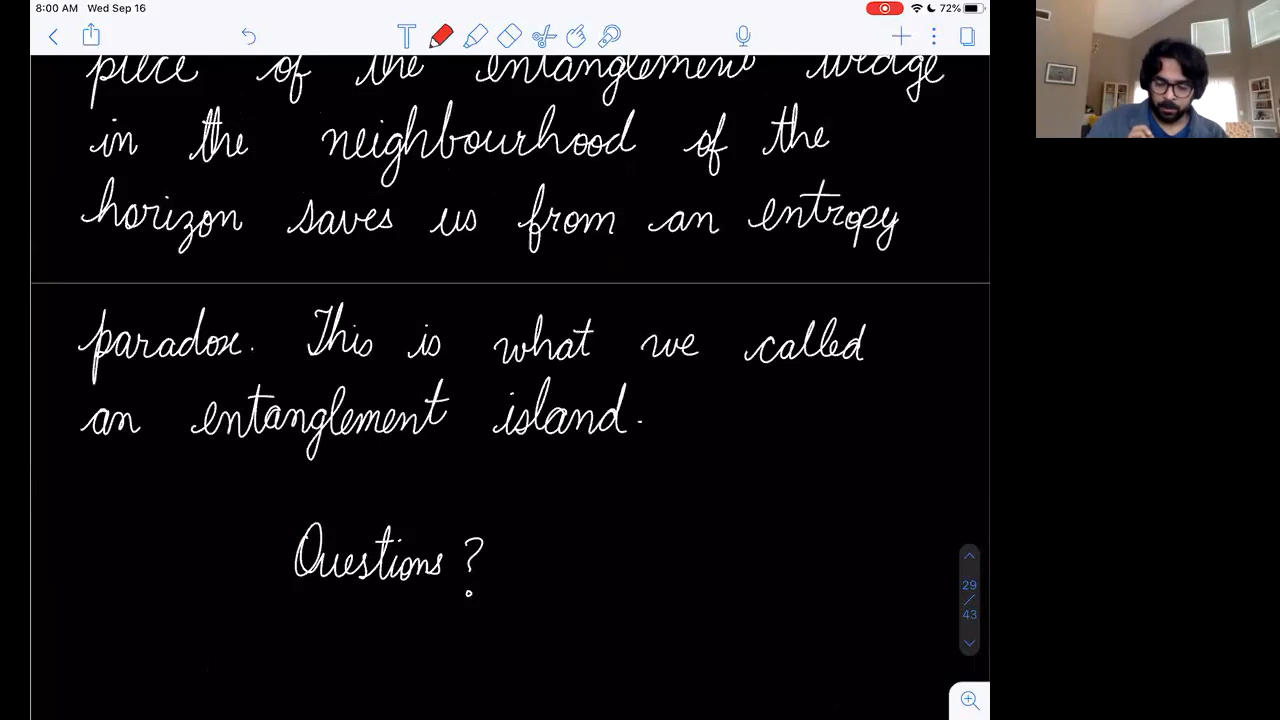 8:00 AM Wed Sep 16
72%
T
piece of the entanglement wedge
in the neighbourhood of the
horizon saves us from an entropy
paradox. This is what we called
an entanglement island.
Questions?
29
/
43